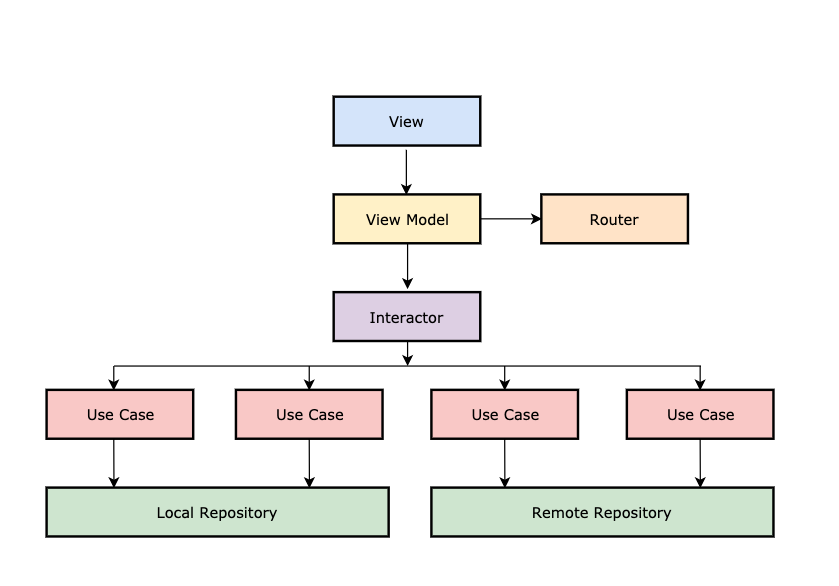 View
View Model
Router
Interactor
Use Case
Use Case
Use Case
Use Case
Local Repository
Remote Repository